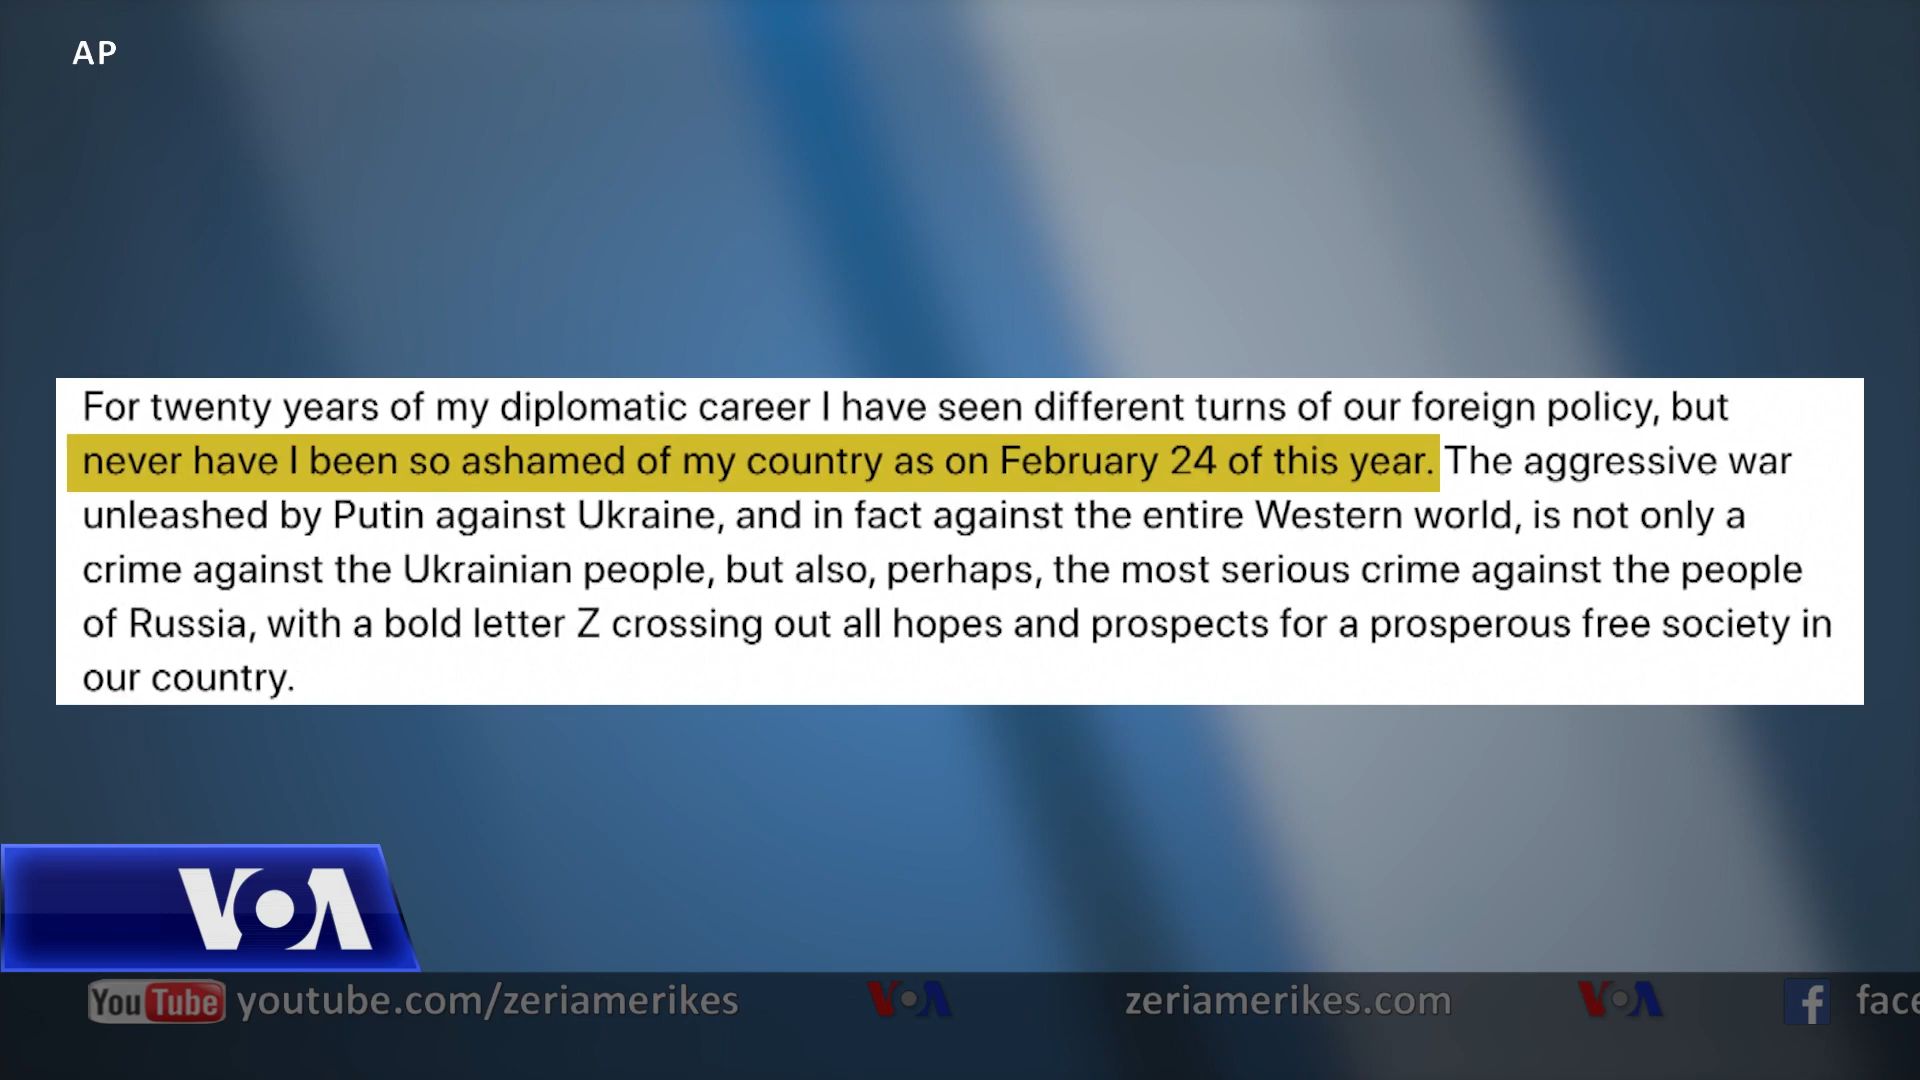 AP
For twenty years of my diplomatic career I have seen different turns of our foreign policy, but
never have I been so ashamed of my country as on February 24 of this year. The aggressive war
unleashed by Putin against Ukraine, and in fact against the entire Western world, is not only a
crime against the Ukrainian people, but also, perhaps, the most serious crime against the people
of Russia, with a bold letter Z crossing out all hopes and prospects for a prosperous free society in
our country.
VOA
YouTube youtube.com/zeriamerikes VOA zeriamerikes.com VOA f face